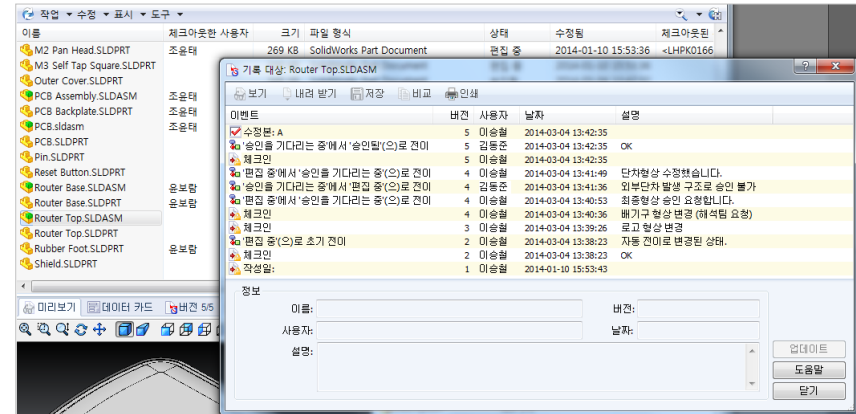 작업 ▾ 수정 ▾ 표시 ▾ 도구 ▾
이름 체크아웃한 사용자 크기 파일 형식 상태 수정됨 체크아웃된
M2 Pan Head.SLDPRT 조윤태 269 KB SolidWorks Part Document 편집 중 2014-01-10 15:53:36 <LHPK0166
M3 Self Tap Square.SLDPRT
Outer Cover.SLDPRT
PCB Assembly.SLDASM 조윤태
PCB Backplate.SLDPRT 조윤태
PCB.sldasm 조윤태
PCB.SLDPRT
Pin.SLDPRT
Reset Button.SLDPRT
Router Base.SLDASM 윤보람
Router Base.SLDPRT 윤보람
Router Top.SLDASM
Router Top.SLDPRT
Rubber Foot.SLDPRT 윤보람
Shield.SLDPRT
미리보기 데이터 카드 버전 5/5
기록 대상: Router Top.SLDASM
보기 내려 받기 저장 비교 인쇄
이벤트 버전 사용자 날짜 설명
수정본: A 5 이승철 2014-03-04 13:42:35
'승인을 기다리는 중'에서 '승인됨'(으)로 전이 5 김동준 2014-03-04 13:42:35 OK
체크인 5 이승철 2014-03-04 13:42:35
'편집 중'에서 '승인을 기다리는 중'(으)로 전이 4 이승철 2014-03-04 13:41:49 단차형상 수정했습니다.
'승인을 기다리는 중'에서 '편집 중'(으)로 전이 4 김동준 2014-03-04 13:41:36 외부단차 발생 구조로 승인 불가
'편집 중'에서 '승인을 기다리는 중'(으)로 전이 4 이승철 2014-03-04 13:40:53 최종형상 승인 요청합니다.
체크인 4 이승철 2014-03-04 13:40:36 배기구 형상 변경 (해석팀 요청)
체크인 3 이승철 2014-03-04 13:39:26 로고 형상 변경
'편집 중'(으)로 초기 전이 2 이승철 2014-03-04 13:38:23 자동 전이로 변경된 상태.
체크인 2 이승철 2014-03-04 13:38:23 OK
작성일: 1 이승철 2014-01-10 15:53:43
정보
이름: 버전:
사용자: 날짜:
설명:
업데이트
도움말
닫기